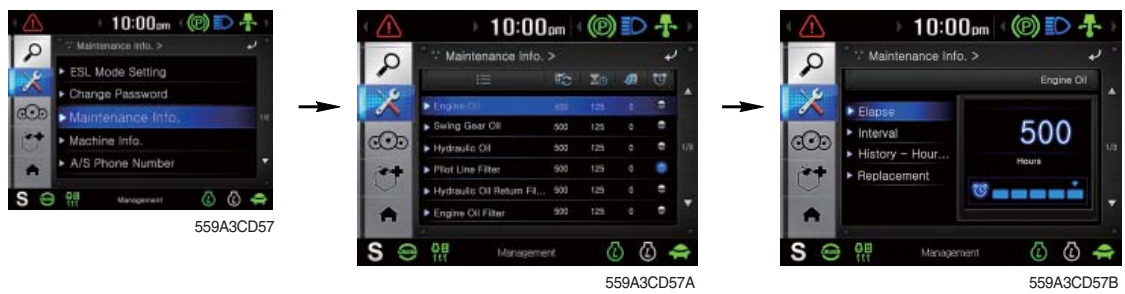 10:00pm
Maintenance Info. >
ESL Mode Setting
Change Password
Maintenance Info.
Machine Info.
A/S Phone Number
S
Management
559A3CD57
10:00pm
Maintenance Info. >
Engine Oil 500 125 0
Swing Gear Oil 500 125 0
Hydraulic Oil 500 125 0
Pilot Line Filter 500 125 0
Hydraulic Oil Return Fil... 500 125 0
Engine Oil Filter 500 125 0
S
Management
559A3CD57A
10:00pm
Maintenance Info. >
Engine Oil
Elapse
Interval
History - Hour...
Replacement
500
Hours
1/3
S
Management
559A3CD57B